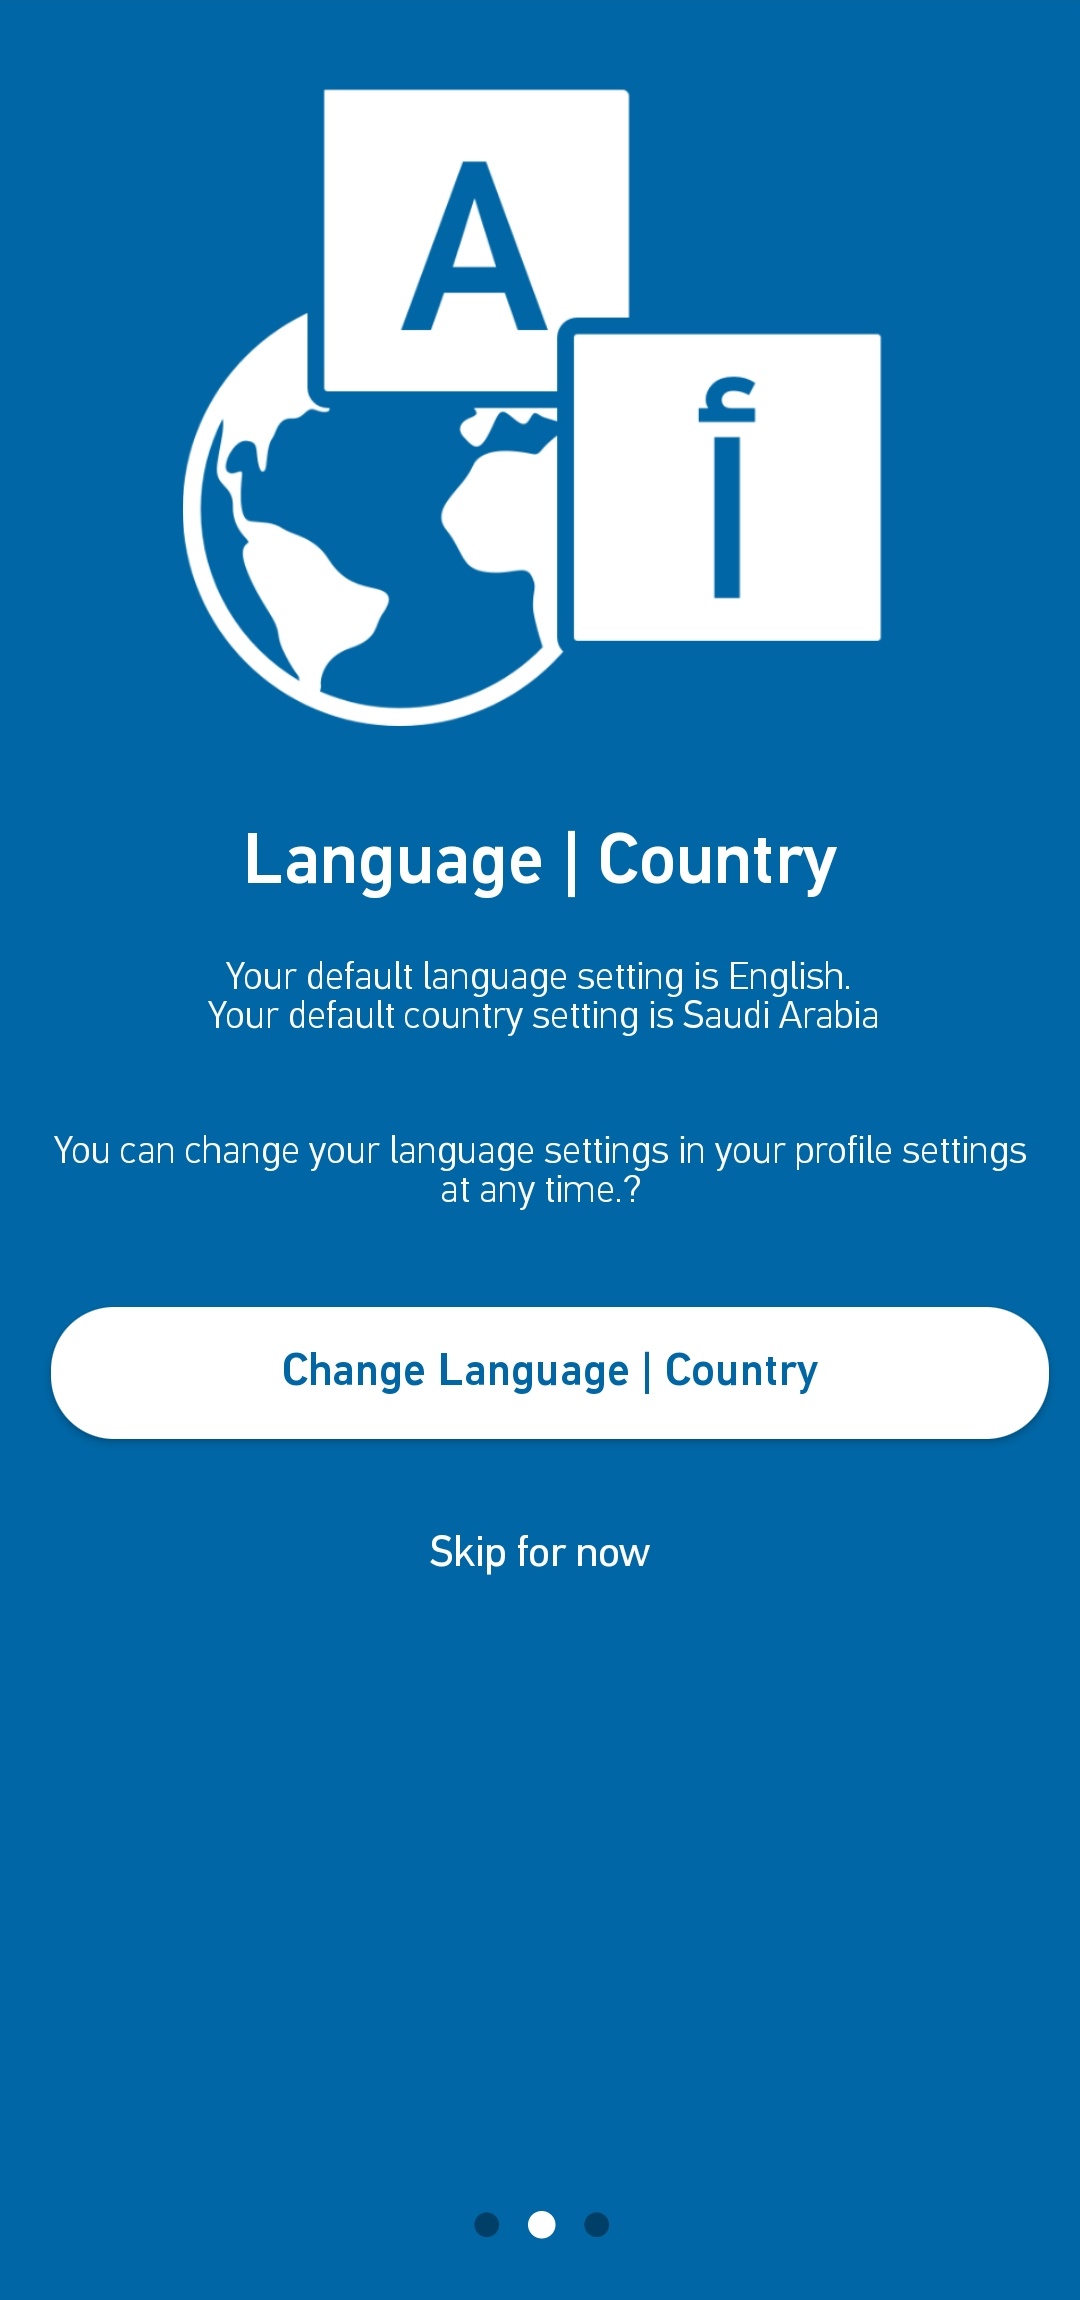 A
أ
Language | Country
Your default language setting is English.
Your default country setting is Saudi Arabia
You can change your language settings in your profile settings
at any time.?
Change Language | Country
Skip for now